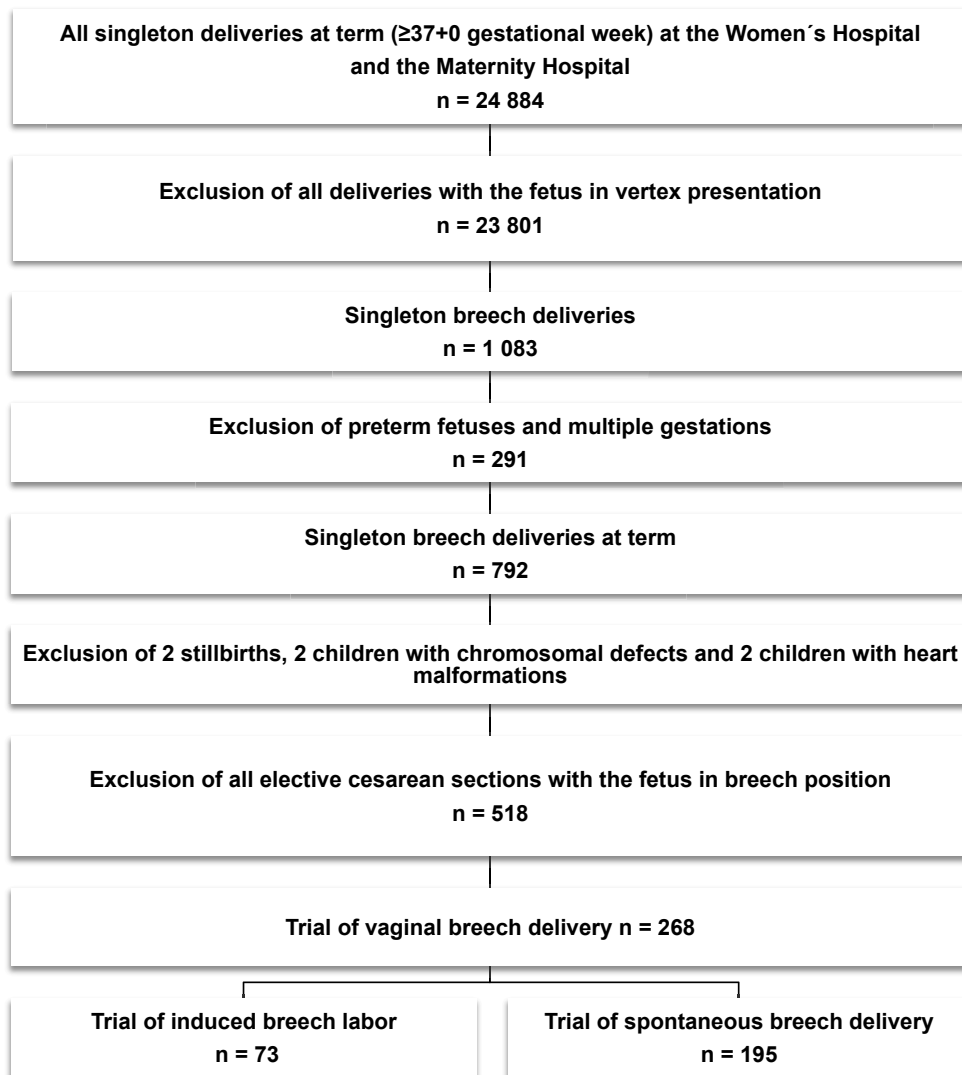 All singleton deliveries at term (≥37+0 gestational week) at the Women´s Hospital
and the Maternity Hospital
n = 24 884
Exclusion of all deliveries with the fetus in vertex presentation
n = 23 801
Singleton breech deliveries
n = 1 083
Exclusion of preterm fetuses and multiple gestations
n = 291
Singleton breech deliveries at term
n = 792
Exclusion of 2 stillbirths, 2 children with chromosomal defects and 2 children with heart
malformations
Exclusion of all elective cesarean sections with the fetus in breech position
n = 518
Trial of vaginal breech delivery n = 268
Trial of induced breech labor
n = 73
Trial of spontaneous breech delivery
n = 195